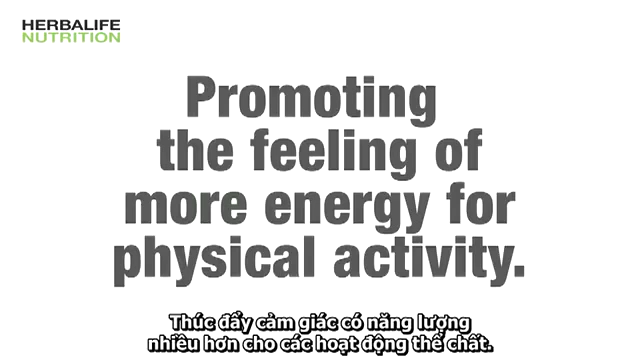 HERBALIFE
NUTRITION
Promoting
the feeling of
more energy for
physical activity.
Thúc đẩy cảm giác có năng lượng
nhiều hơn cho các hoạt động thể chất.